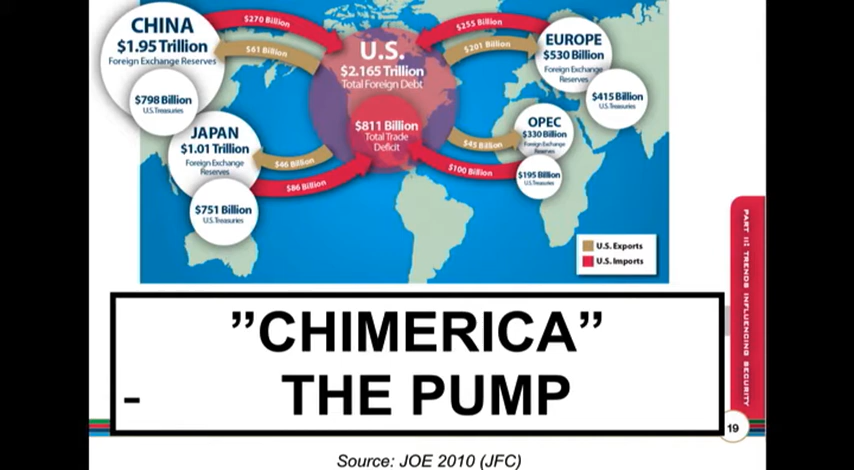 CHINA
$1.95 Trillion
Foreign Exchange Reserves
$798 Billion
U.S. Treasuries
$270 Billion
$61 Billion
U.S.
$2.165 Trillion
Total Foreign Debt
$811 Billion
Total Trade
Deficit
$255 Billion
$201 Billion
EUROPE
$530 Billion
Foreign Exchange
Reserves
$415 Billion
U.S. Treasuries
JAPAN
$1.01 Trillion
Foreign Exchange
Reserves
$751 Billion
U.S. Treasuries
$46 Billion
$86 Billion
$45 Billion
$100 Billion
OPEC
$330 Billion
Foreign Exchange
Reserves
$195 Billion
U.S. Treasuries
U.S. Exports
U.S. Imports
PART II: TRENDS INFLUENCING SECURITY
”CHIMERICA”
- THE PUMP
19
Source: JOE 2010 (JFC)